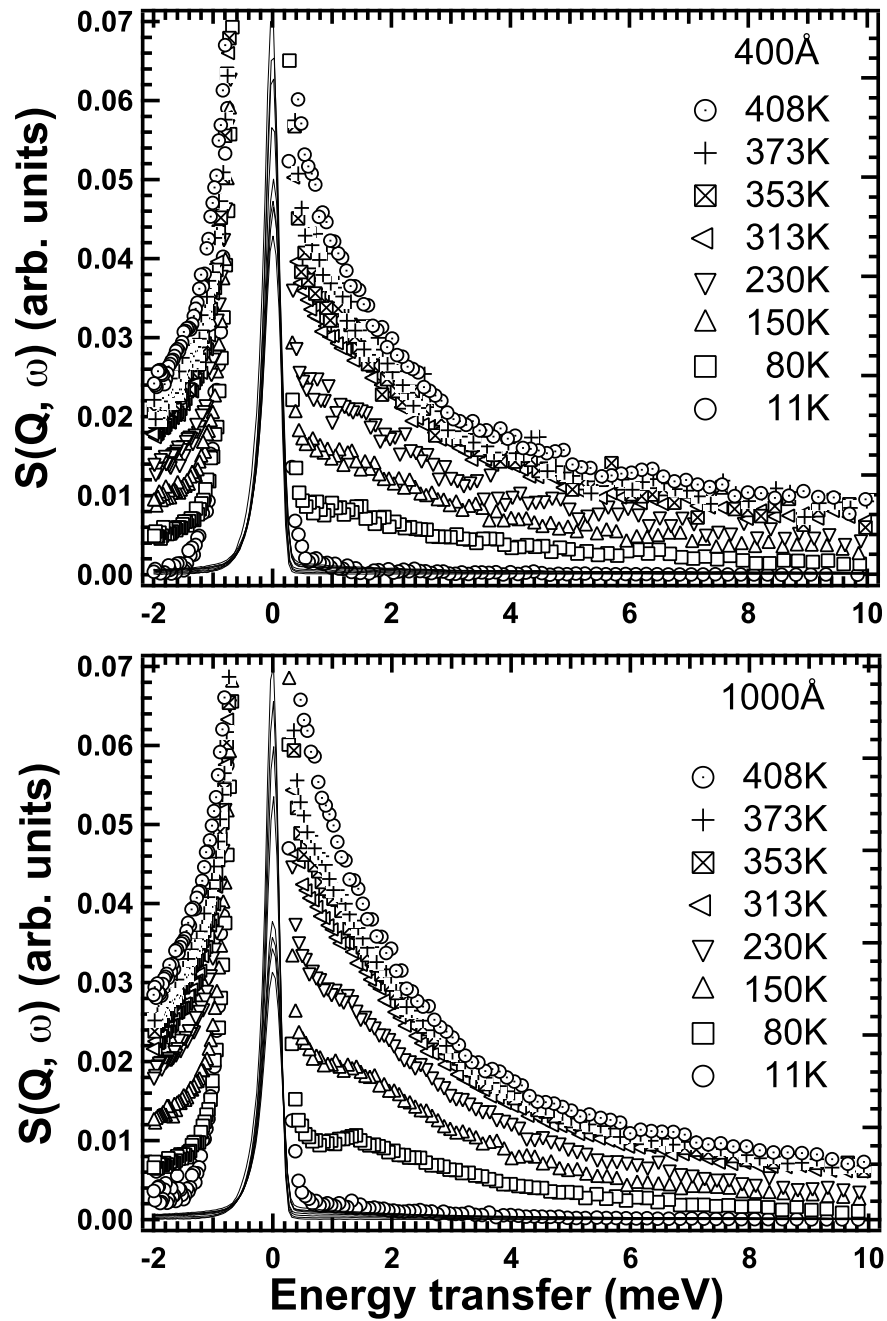 0.07
0.06
0.05
0.04
0.03
0.02
0.01
0.00
S(Q, ω) (arb. units)
400Å
408K
373K
353K
313K
230K
150K
80K
11K
-2 0 2 4 6 8 10
0.07
0.06
0.05
0.04
0.03
0.02
0.01
0.00
S(Q, ω) (arb. units)
1000Å
408K
373K
353K
313K
230K
150K
80K
11K
-2 0 2 4 6 8 10
Energy transfer (meV)